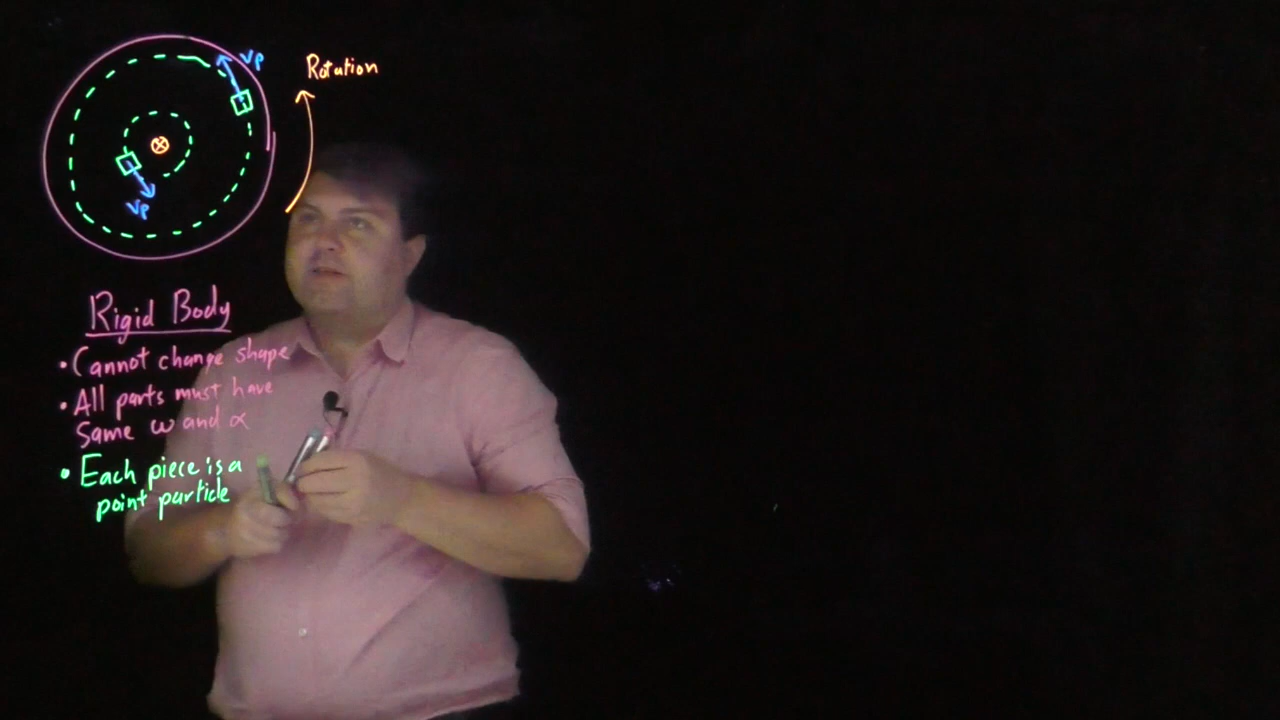 vp
Rotation
vp
Rigid Body
• Cannot change shape
• All parts must have
Same ω and α
• Each piece is a
point particle